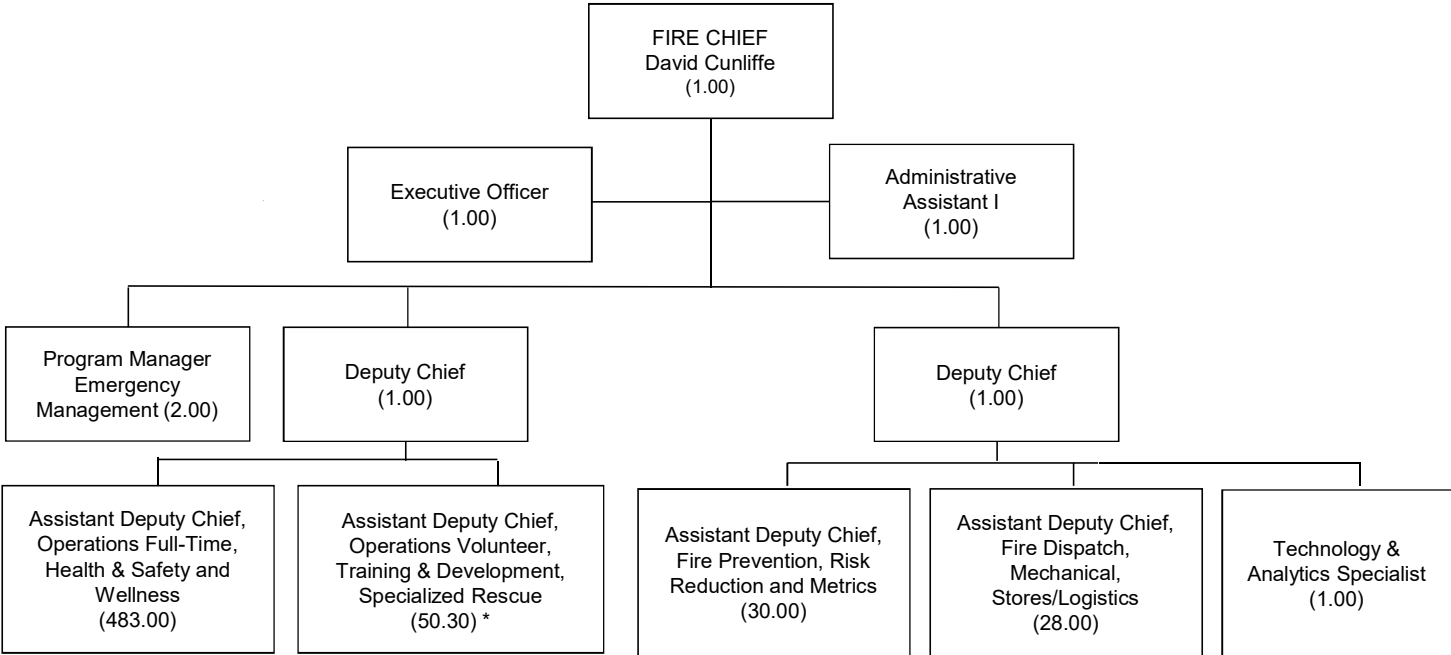 FIRE CHIEF
David Cunliffe
(1.00)
Executive Officer
(1.00)
Administrative
Assistant I
(1.00)
Program Manager
Emergency
Management (2.00)
Deputy Chief
(1.00)
Deputy Chief
(1.00)
Assistant Deputy Chief,
Operations Full-Time,
Health & Safety and
Wellness
(483.00)
Assistant Deputy Chief,
Operations Volunteer,
Training & Development,
Specialized Rescue
(50.30) *
Assistant Deputy Chief,
Fire Prevention, Risk
Reduction and Metrics
(30.00)
Assistant Deputy Chief,
Fire Dispatch,
Mechanical,
Stores/Logistics
(28.00)
Technology &
Analytics Specialist
(1.00)